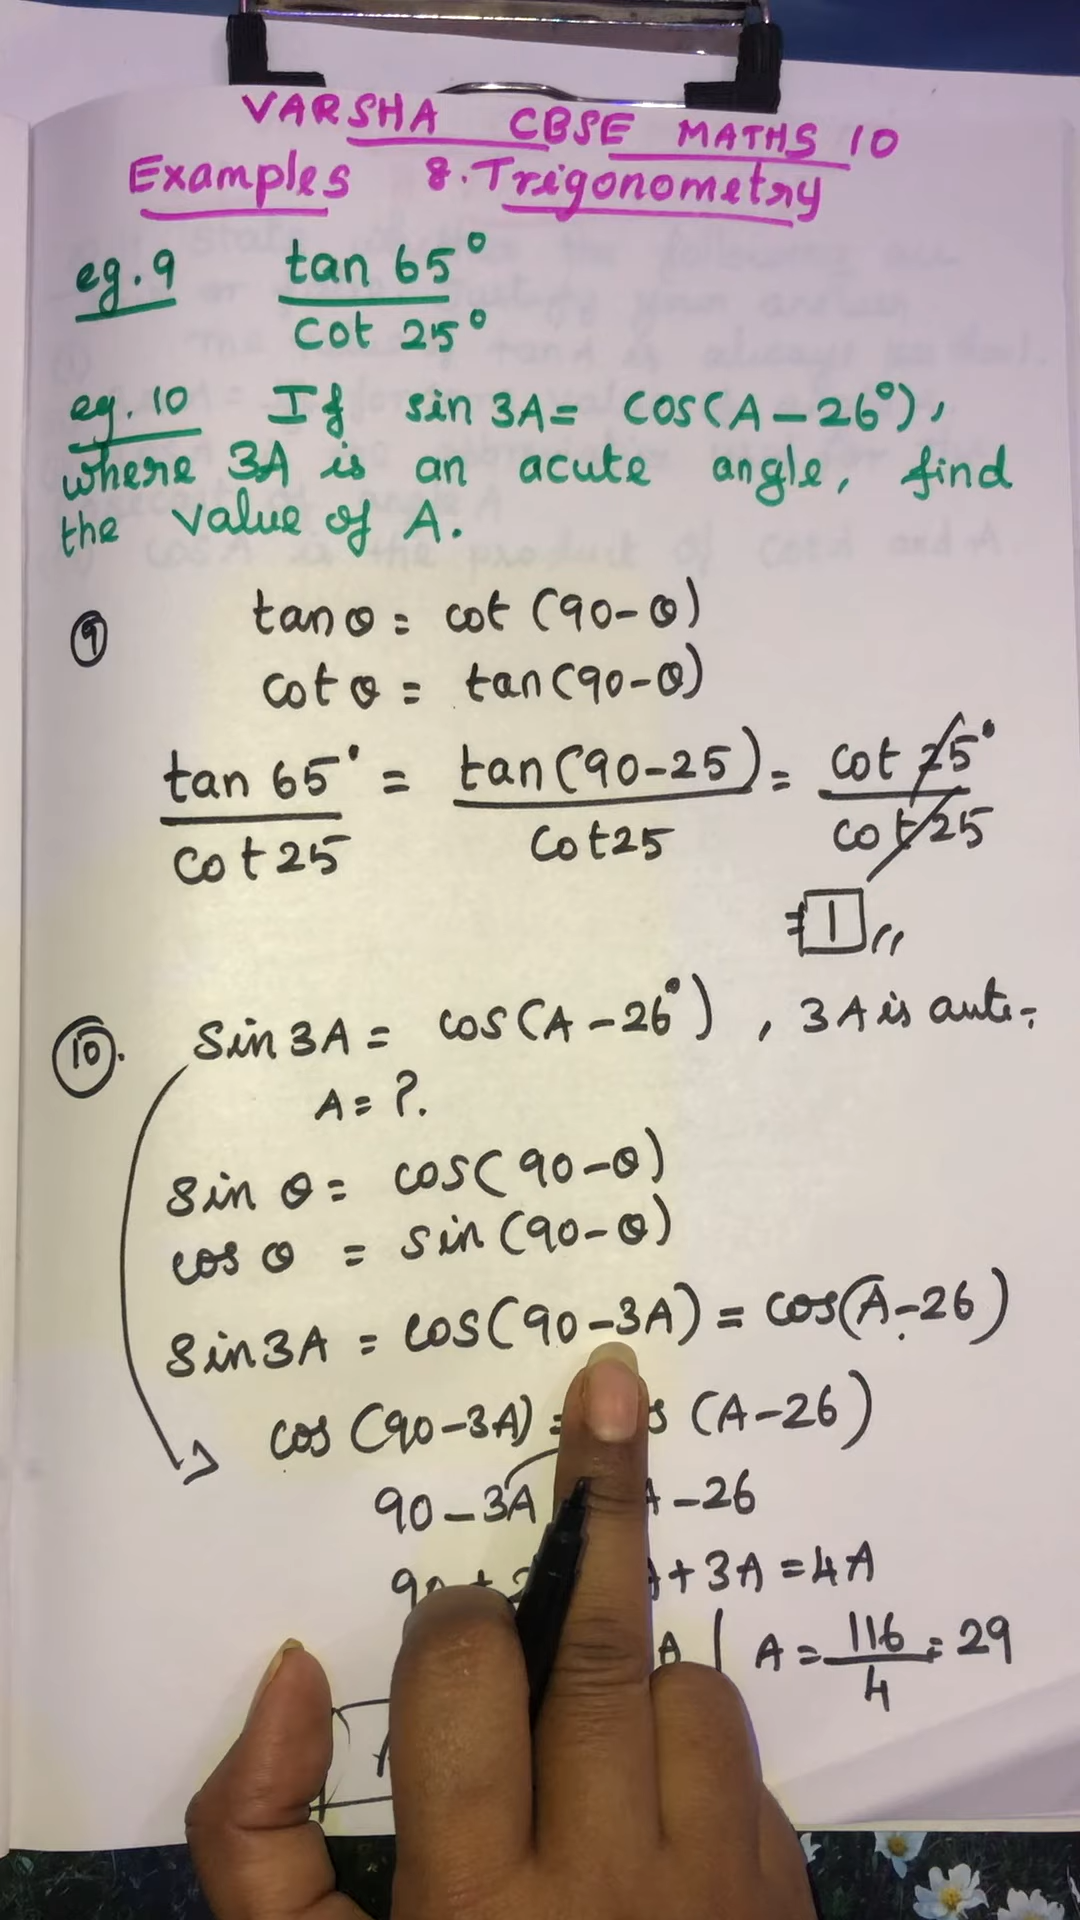 VARSHA CBSE MATHS 10
Examples 8. Trigonometry
eg. 9 tan 65° / cot 25°
eg. 10 If sin 3A = cos(A – 26°),
where 3A is an acute angle, find
the value of A.
9 tan θ = cot (90 – θ)
cot θ = tan (90 – θ)
tan 65° / cot 25 = tan (90 – 25) / cot 25 = cot 25° / cot 25
= 1
10. sin 3A = cos (A – 26°), 3A is
A = ?.
sin θ = cos (90 – θ)
cos θ = sin (90 – θ)
sin 3A = cos (90 – 3A) = cos (A – 26)
cos (90 – 3A) = (A – 26)
90 – 3A – 26
+ 3A = 4A
A | A = 116 / 4 = 29